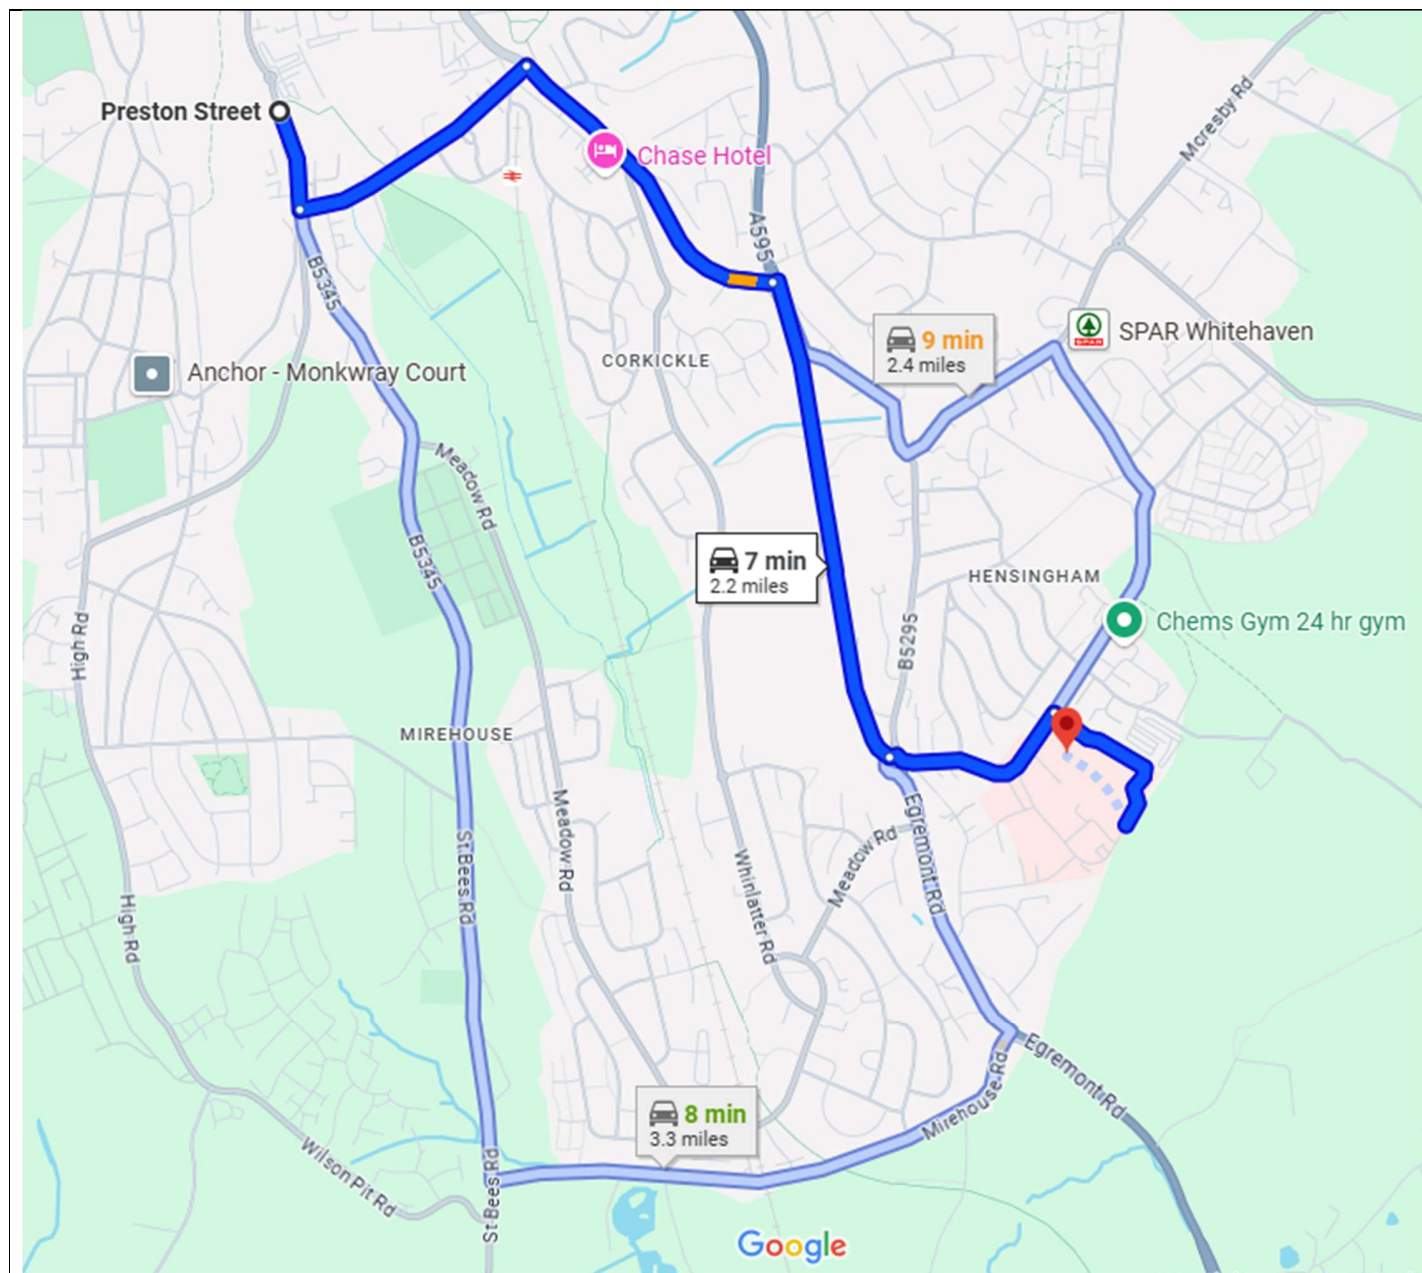 Preston Street
Chase Hotel
Moresby Rd
A595
B5345
SPAR Whitehaven
SPAR
9 min
2.4 miles
CORKICKLE
Anchor - Monkwray Court
Meadow Rd
B5345
7 min
2.2 miles
HENSINGHAM
Chems Gym 24 hr gym
High Rd
B5295
MIREHOUSE
Meadow Rd
Egremont Rd
Meadow Rd
St Bees Rd
Whinlatter Rd
High Rd
Egremont Rd
Mirehouse Rd
8 min
3.3 miles
Wilson Pit Rd
St Bees Rd
Google